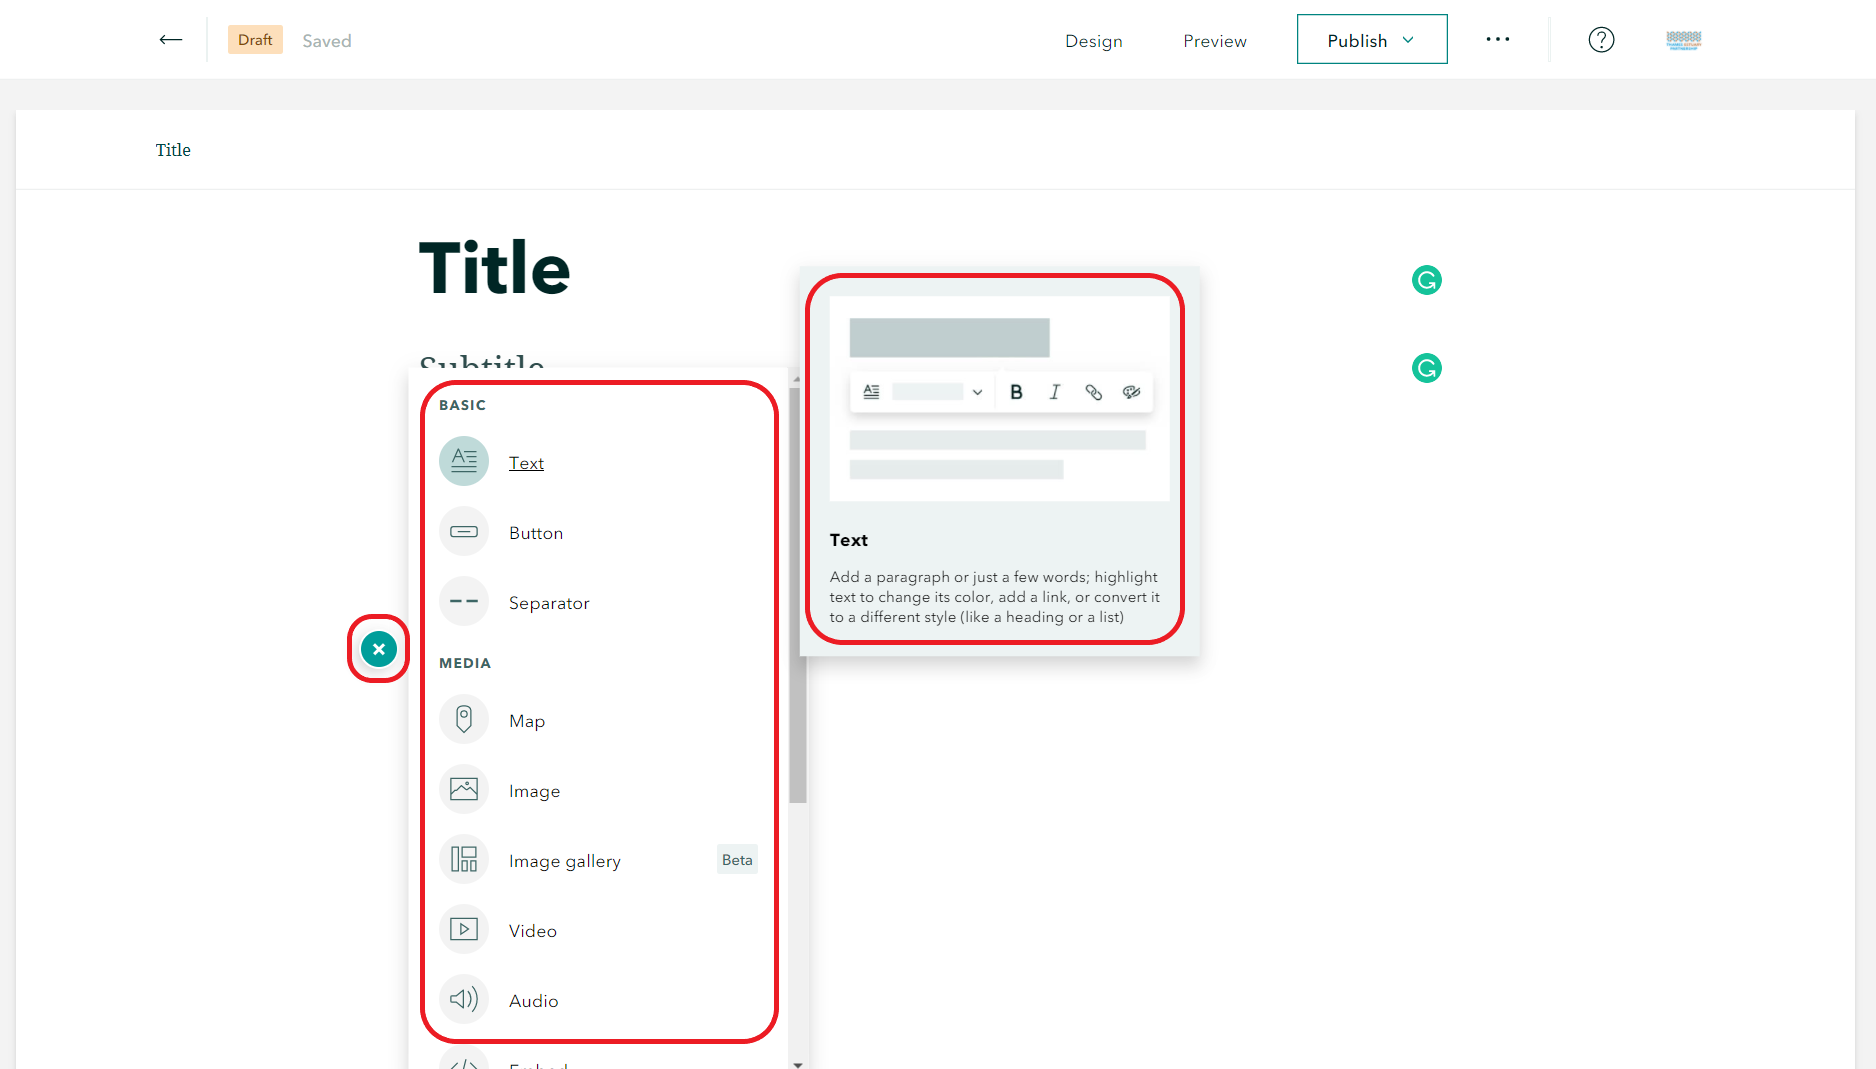 Draft
Saved
Design
Preview
Publish
Title
Title
Subtitle
BASIC
Text
Button
Separator
MEDIA
Map
Image
Image gallery
Beta
Video
Audio
Embed
B
I
Text
Add a paragraph or just a few words; highlight
text to change its color, add a link, or convert it
to a different style (like a heading or a list)